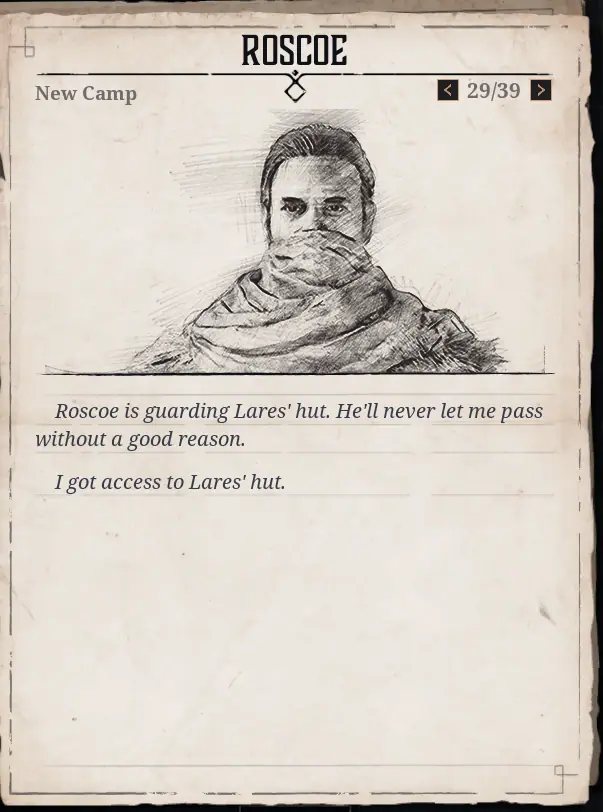 ROSCOE
New Camp
29/39
Roscoe is guarding Lares' hut. He'll never let me pass
without a good reason.
I got access to Lares' hut.